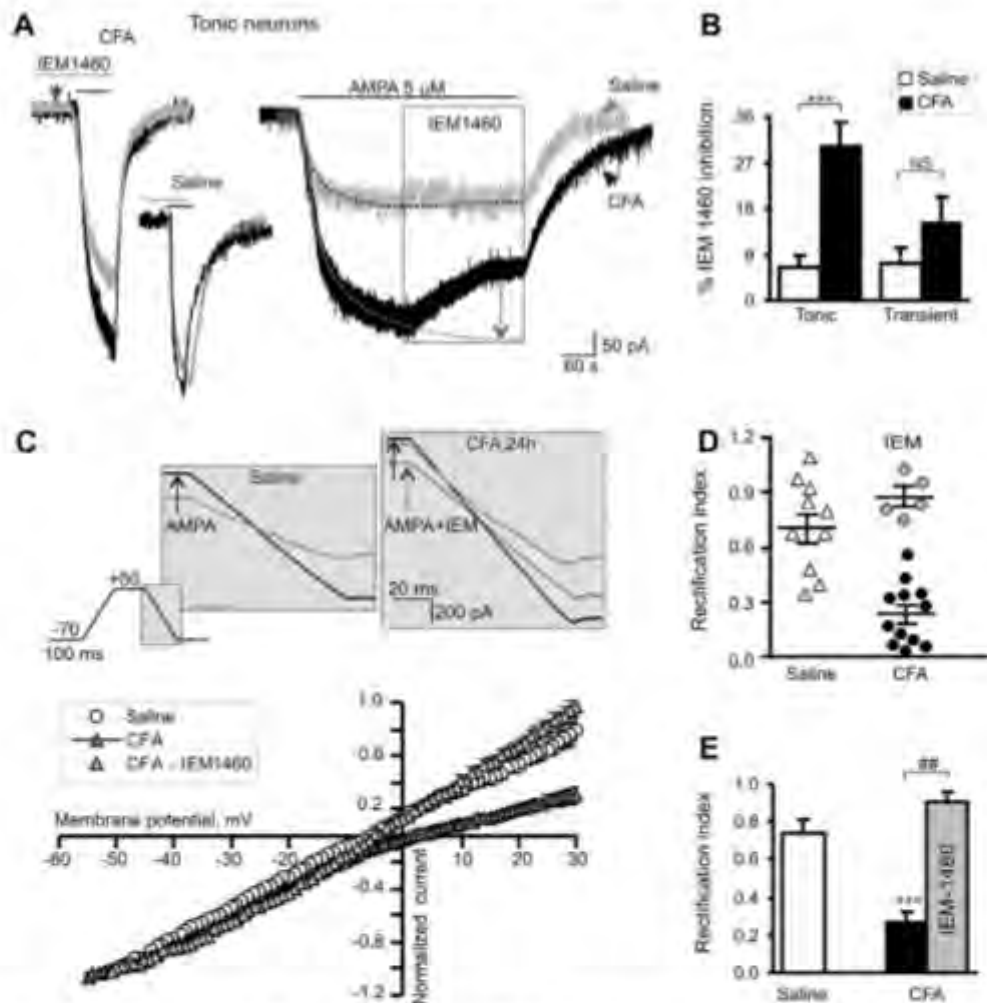 A
Tonic neurons
CFA
IEM1460
Saline
AMPA 5 µM
IEM1460
Saline
CFA
50 pA
60 s
B
Saline
CFA
% IEM 1460 inhibition
36
27
18
9
0
***
NS
Tonic
Transient
C
Saline
AMPA
CFA 24h
AMPA+IEM
20 ms
200 pA
-70
100 ms
Saline
CFA
CFA - IEM1460
Membrane potential, mV
Normalized current
-60
-50
-40
-30
-20
10
20
30
1.0
0.6
0.2
-0.4
-1.2
D
IEM
Rectification index
1.2
0.9
0.6
0.3
0.0
Saline
CFA
E
Rectification index
1.0
0.8
0.6
0.4
0.2
0.0
##
***
IEM-1460
Saline
CFA